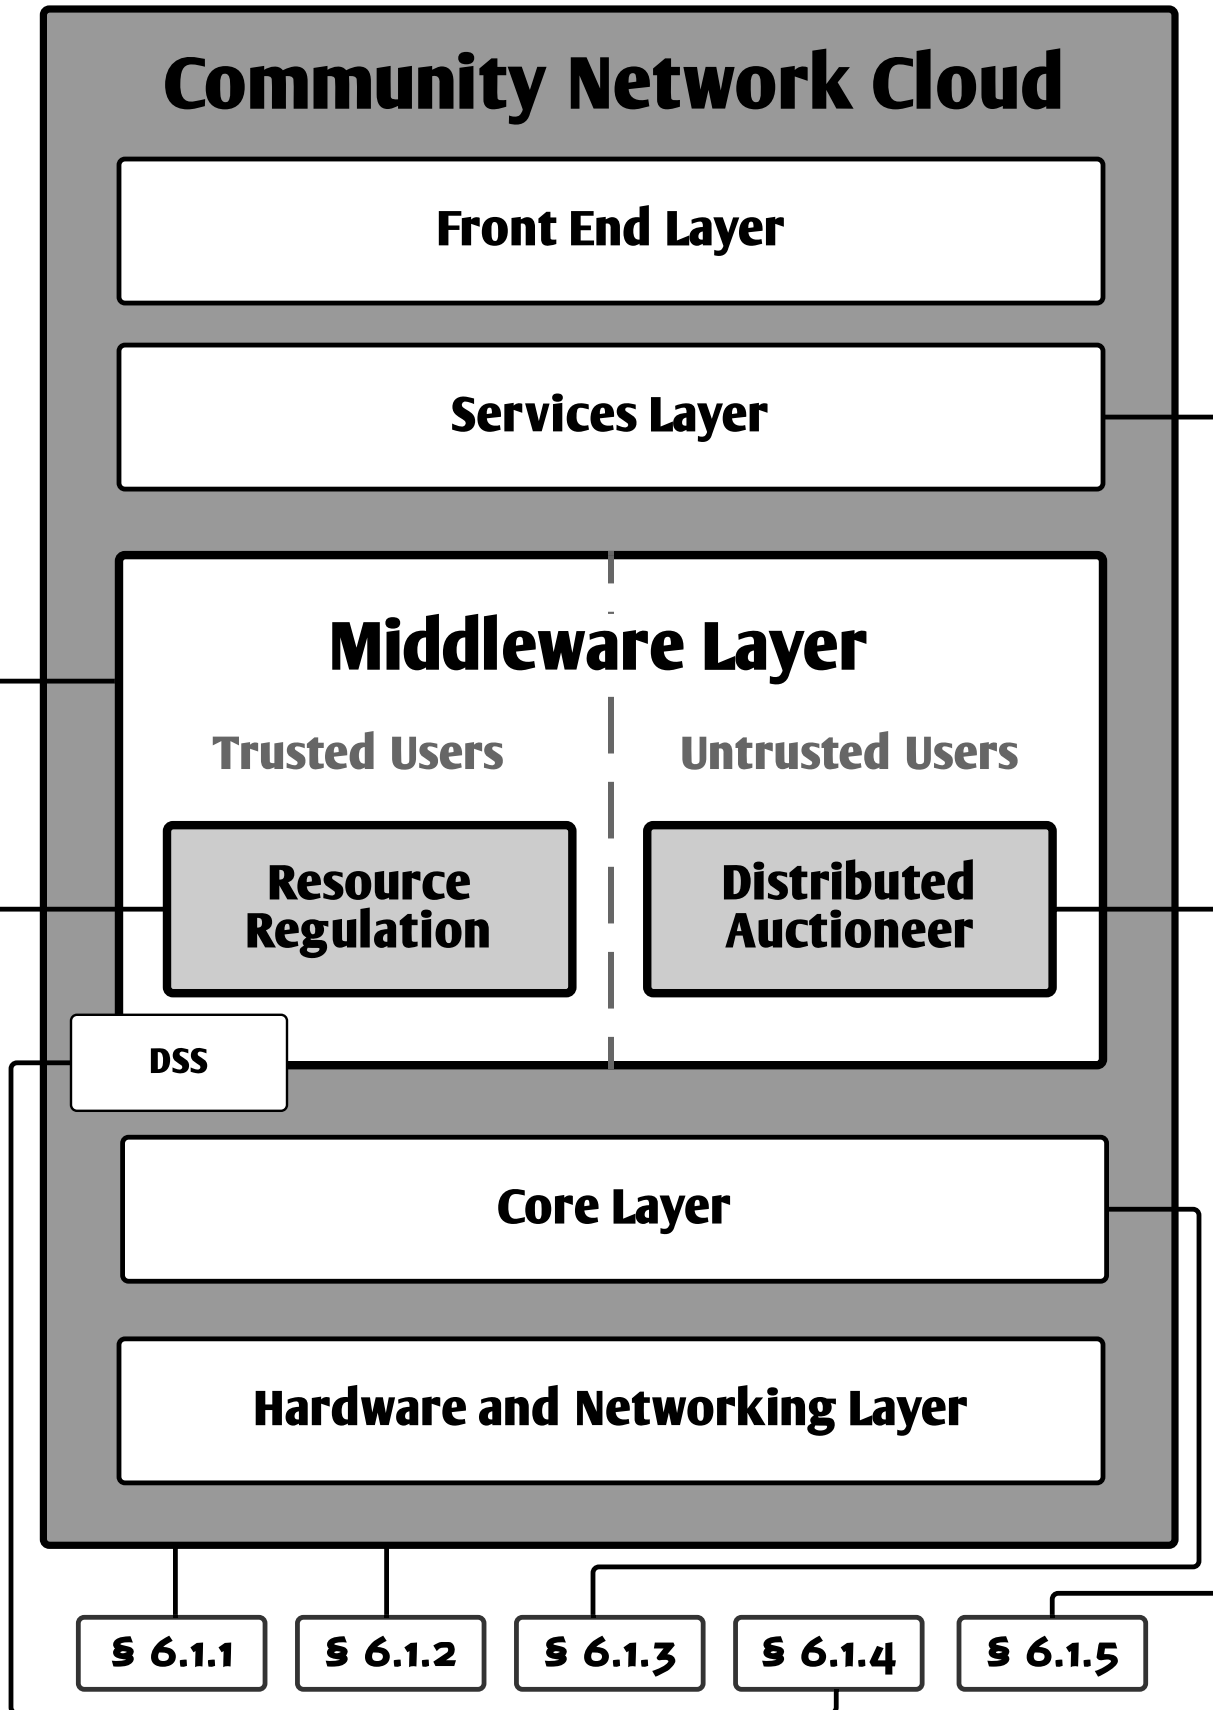 Community Network Cloud
Front End Layer
Services Layer
Middleware Layer
Trusted Users
Untrusted Users
Resource
Regulation
Distributed
Auctioneer
DSS
Core Layer
Hardware and Networking Layer
§ 6.1.1
§ 6.1.2
§ 6.1.3
§ 6.1.4
§ 6.1.5